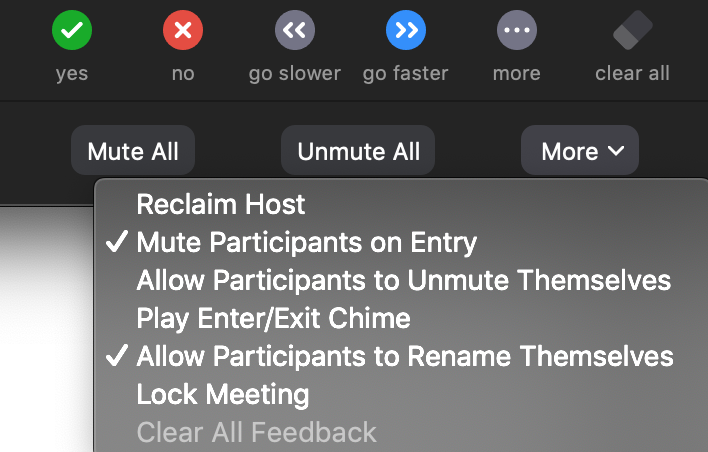 yes no go slower go faster more clear all
Mute All Unmute All More
Reclaim Host
Mute Participants on Entry
Allow Participants to Unmute Themselves
Play Enter/Exit Chime
Allow Participants to Rename Themselves
Lock Meeting
Clear All Feedback